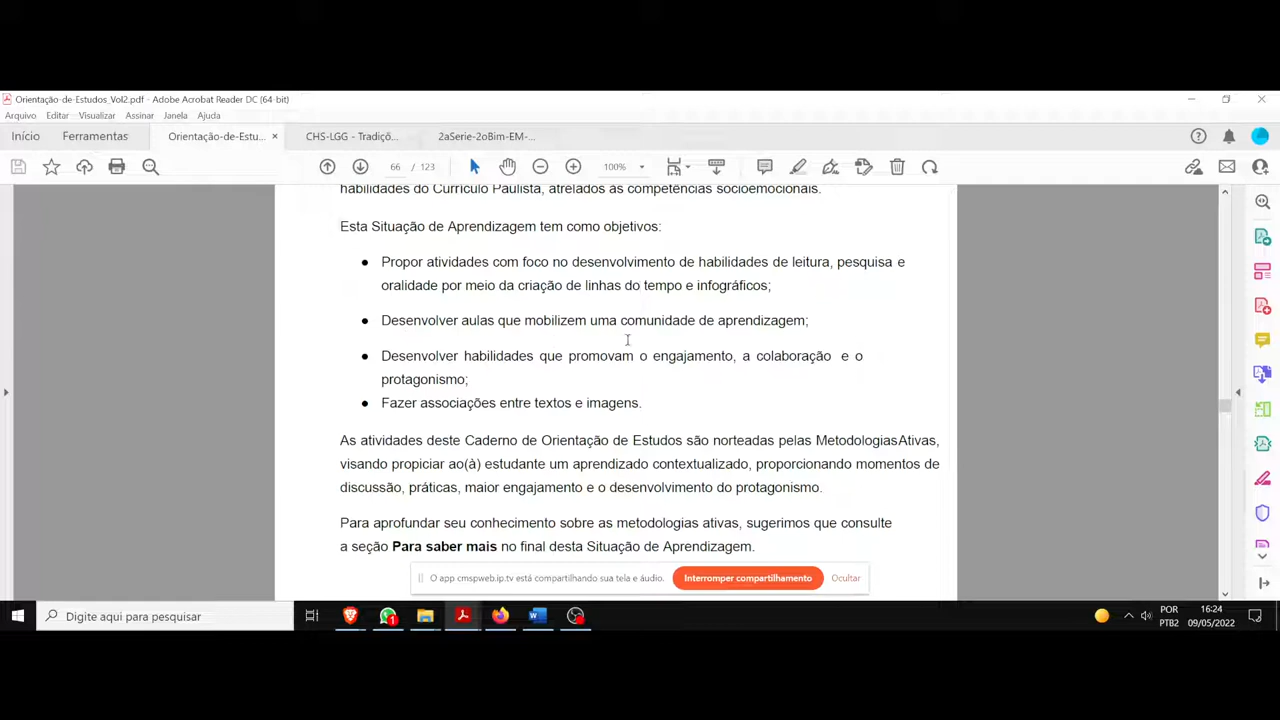 Orientação-de-Estudos_Vol2.pdf - Adobe Acrobat Reader DC (64-bit)
Arquivo Editar Visualizar Assinar Janela Ajuda
Início Ferramentas Orientação-de-Estu... × CHS-LGG - Tradiçõ... 2aSerie-2oBim-EM-...
66 / 123 100%
habilidades do Currículo Paulista, atrelados às competências socioemocionais.
Esta Situação de Aprendizagem tem como objetivos:
● Propor atividades com foco no desenvolvimento de habilidades de leitura, pesquisa e
oralidade por meio da criação de linhas do tempo e infográficos;
● Desenvolver aulas que mobilizem uma comunidade de aprendizagem;
● Desenvolver habilidades que promovam o engajamento, a colaboração e o
protagonismo;
● Fazer associações entre textos e imagens.
As atividades deste Caderno de Orientação de Estudos são norteadas pelas MetodologiasAtivas,
visando propiciar ao(à) estudante um aprendizado contextualizado, proporcionando momentos de
discussão, práticas, maior engajamento e o desenvolvimento do protagonismo.
Para aprofundar seu conhecimento sobre as metodologias ativas, sugerimos que consulte
a seção Para saber mais no final desta Situação de Aprendizagem.
O app cmspweb.ip.tv está compartilhando sua tela e áudio. Interromper compartilhamento Ocultar
Digite aqui para pesquisar
1
POR 16:24
PTB2 09/05/2022